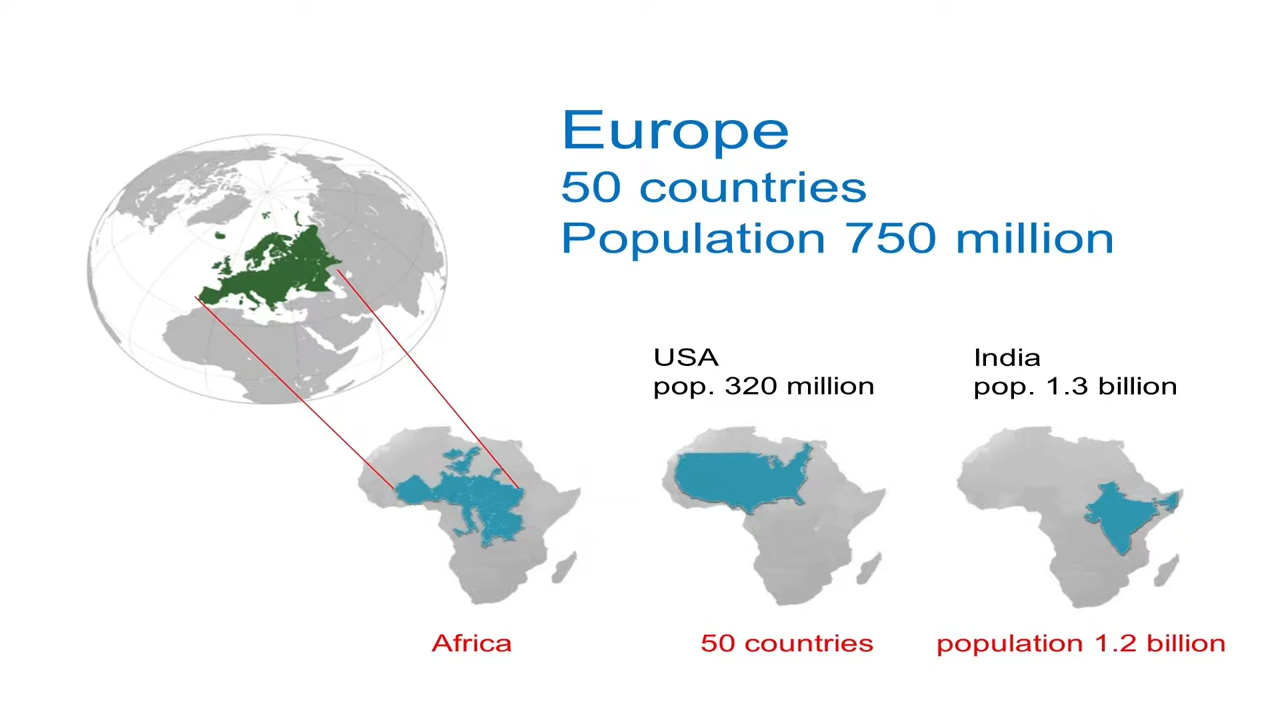 Europe
50 countries
Population 750 million
USA
pop. 320 million
India
pop. 1.3 billion
Africa
50 countries
population 1.2 billion